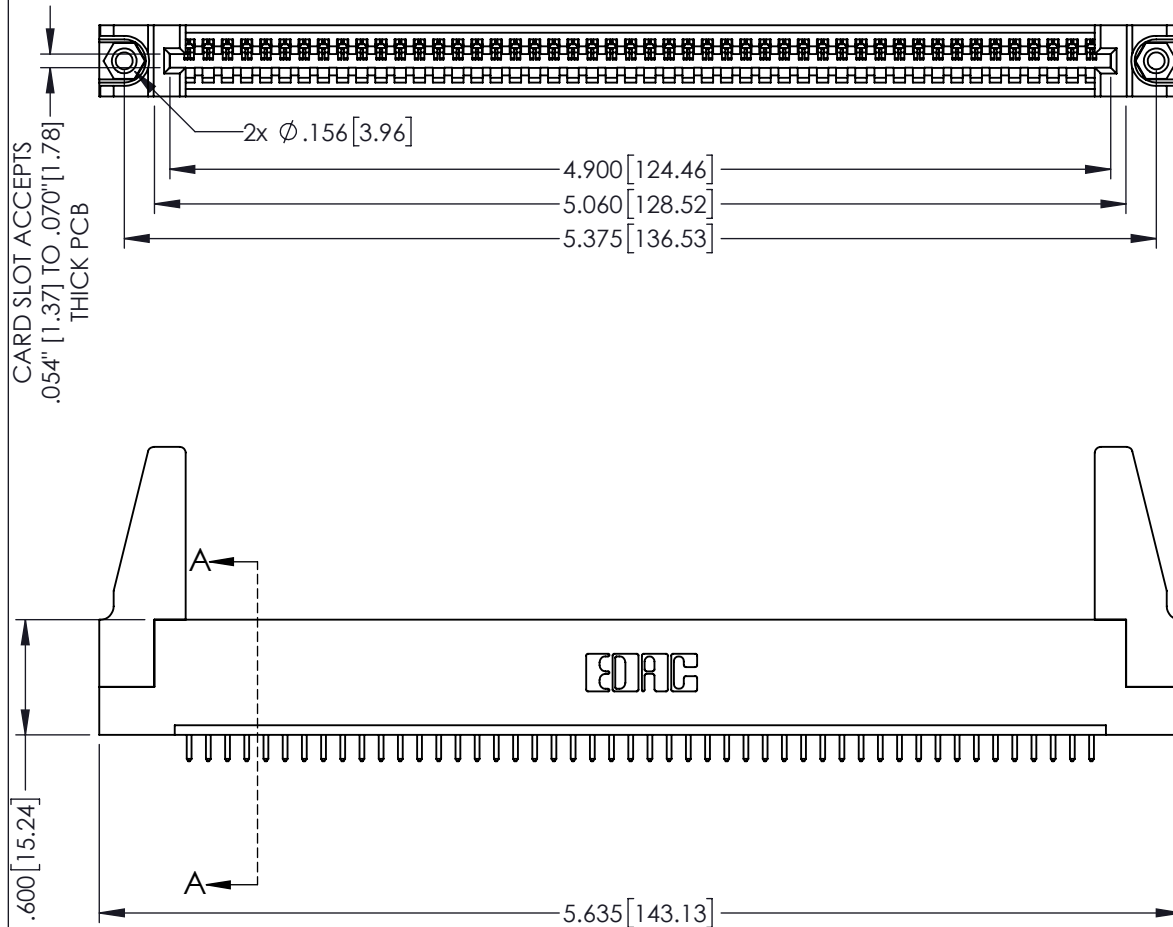 2x Ø .156[3.96]
4.900[124.46]
5.060[128.52]
5.375[136.53]
CARD SLOT ACCEPTS
.054" [1.37] TO .070"[1.78]
THICK PCB
A
EDAC
A
.600[15.24]
5.635[143.13]